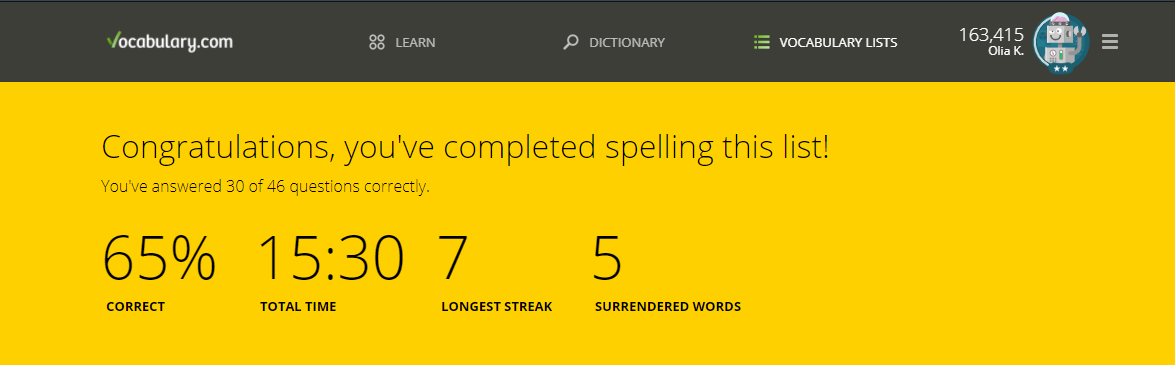 Vocabulary.com
LEARN
DICTIONARY
VOCABULARY LISTS
163,415
Olia K.
Congratulations, you've completed spelling this list!
You've answered 30 of 46 questions correctly.
65% 15:30 7 5
CORRECT TOTAL TIME LONGEST STREAK SURRENDERED WORDS